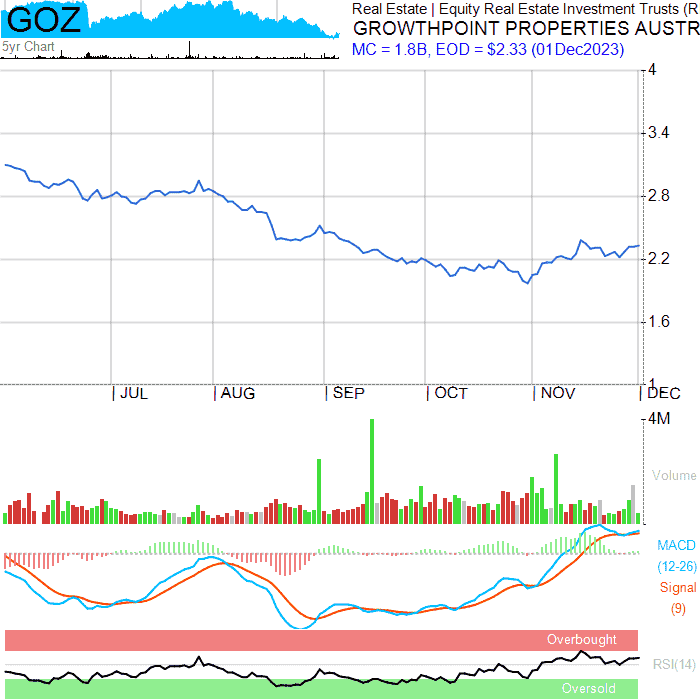 GOZ
5yr Chart
Real Estate | Equity Real Estate Investment Trusts (R
GROWTHPOINT PROPERTIES AUSTR
MC = 1.8B, EOD = $2.33 (01Dec2023)
4
3.4
2.8
2.2
1.6
1
| JUL | AUG | SEP | OCT | NOV | DEC
4M
Volume
MACD
(12-26)
Signal
(9)
Overbought
RSI(14)
Oversold